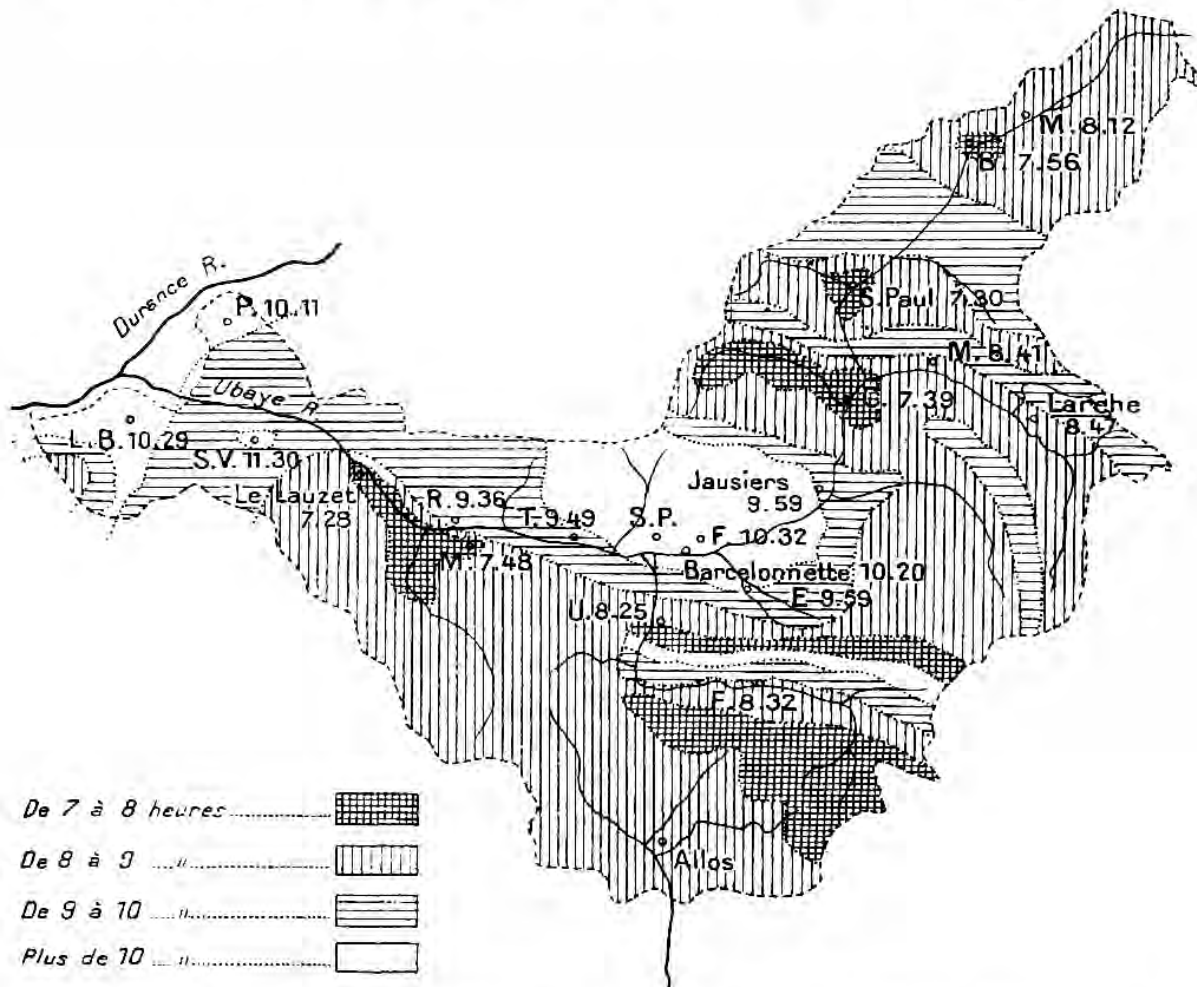 M. 8.12
B. 7.56
Durance R.
P. 10.11
S. Paul 7.30
M. 8.41
Ubaye R
C. 7.39
Larche
8.47
L. B. 10.29
S.V. 11.30
Le Lauzet
7.28
R. 9.36
T. 9.49
S.P.
Jausiers
9.59
F. 10.32
M. 7.48
Barcelonnette 10.20
E 9.59
U. 8.25
F. 8.32
Allos
De 7 à 8 heures
De 8 à 9 "
De 9 à 10 "
Plus de 10 "